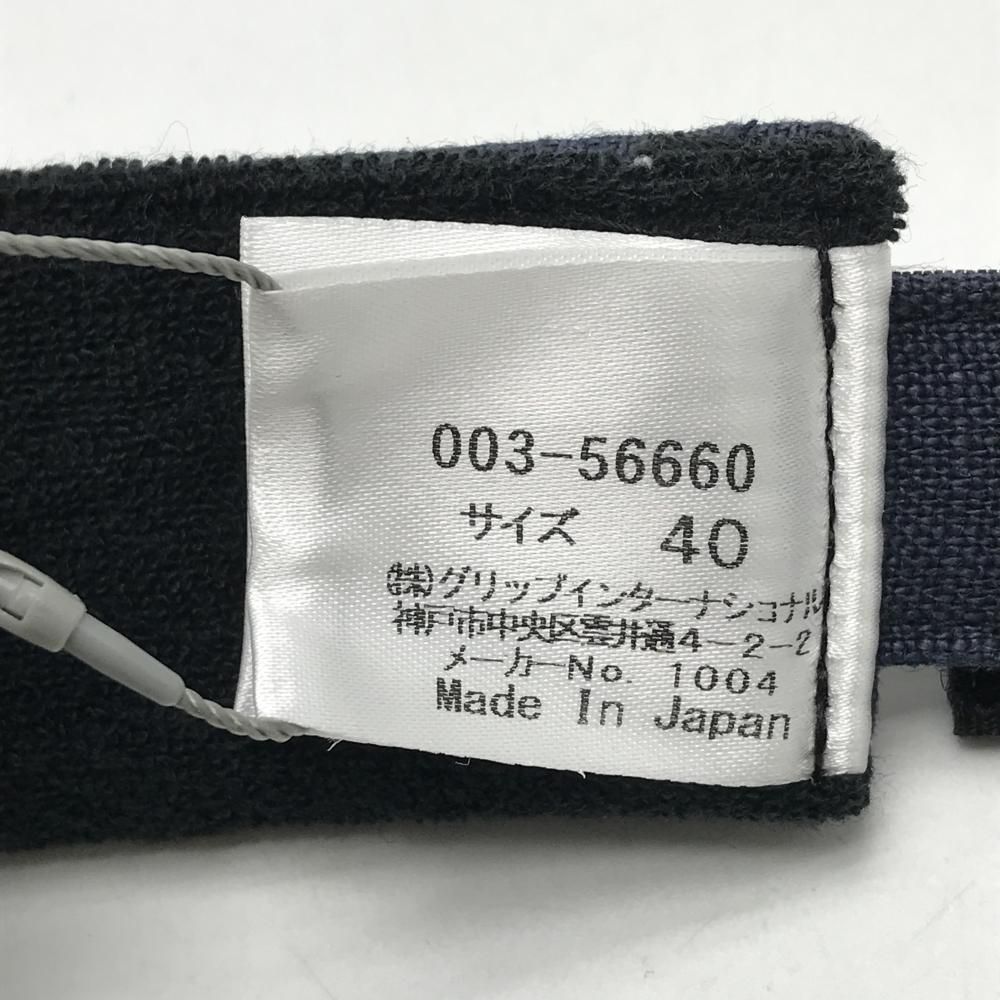 003-56660
サイズ 40
(株)グリップインターナショナル
神戸市中央区雲井通4-2-2
メーカーNo. 1004
Made In Japan